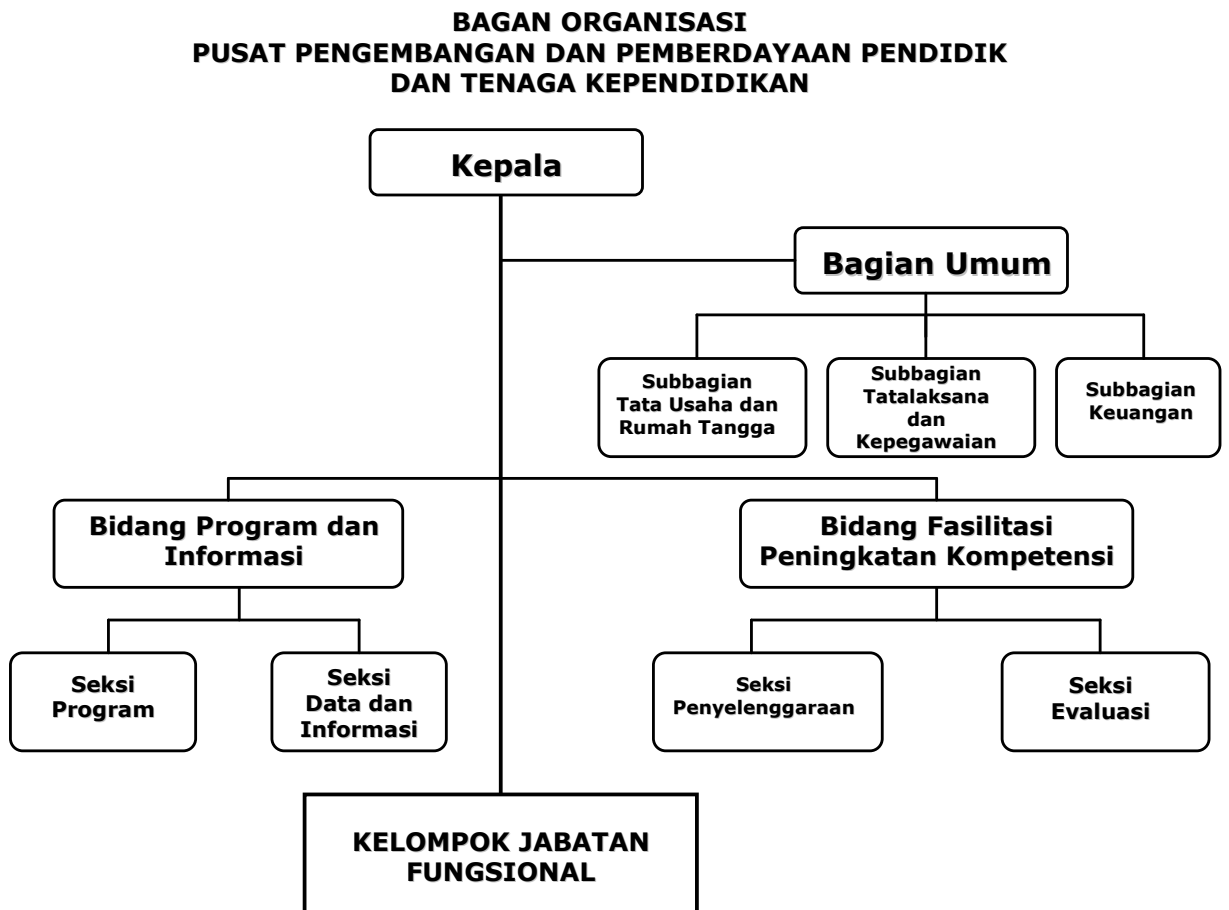 BAGAN ORGANISASI
PUSAT PENGEMBANGAN DAN PEMBERDAYAAN PENDIDIK
DAN TENAGA KEPENDIDIKAN
Kepala
Bagian Umum
Subbagian
Tata Usaha dan
Rumah Tangga
Subbagian
Tatalaksana
dan
Kepegawaian
Subbagian
Keuangan
Bidang Program dan
Informasi
Bidang Fasilitasi
Peningkatan Kompetensi
Seksi
Program
Seksi
Data dan
Informasi
Seksi
Penyelenggaraan
Seksi
Evaluasi
KELOMPOK JABATAN
FUNGSIONAL